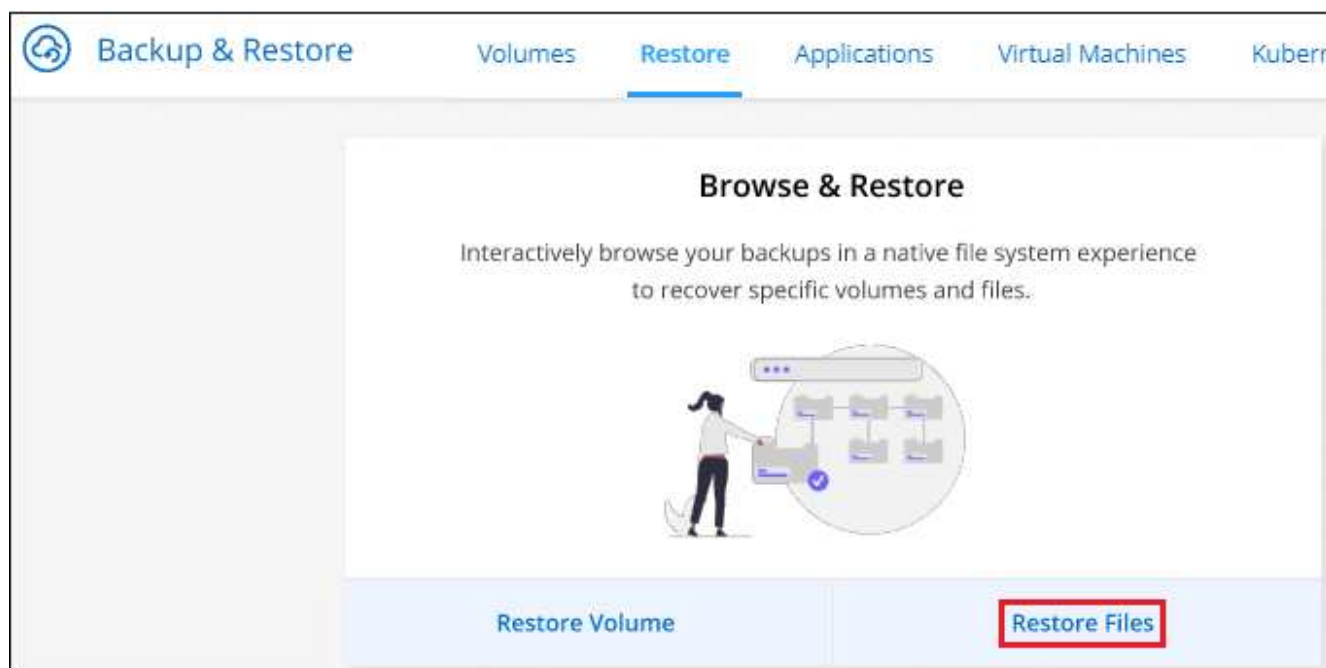 Backup & Restore Volumes Restore Applications Virtual Machines Kubern
Browse & Restore
Interactively browse your backups in a native file system experience
to recover specific volumes and files.
Restore Volume Restore Files